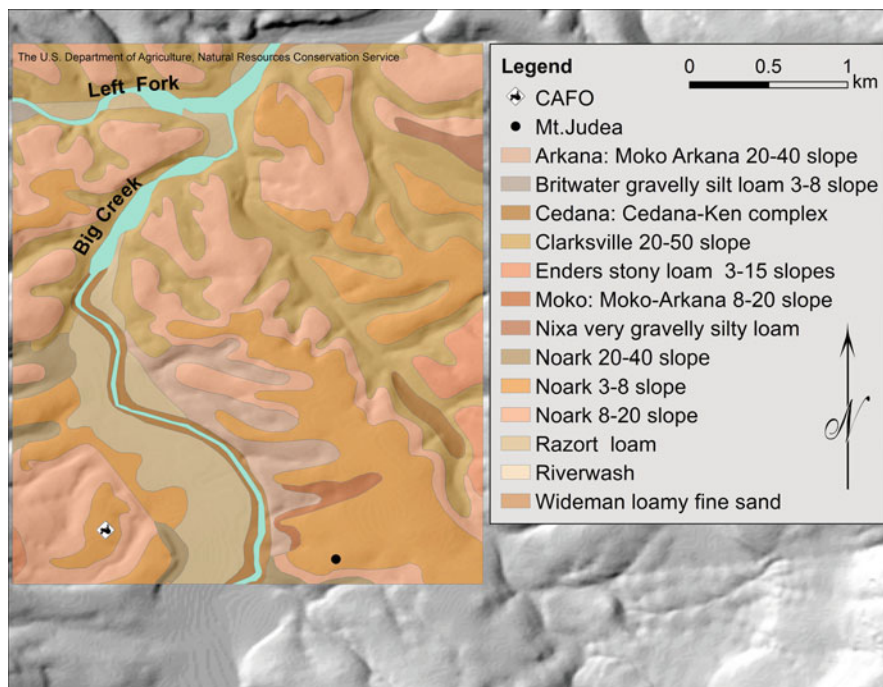 The U.S. Department of Agriculture, Natural Resources Conservation Service
Left Fork
Big Creek
Legend
0 0.5 1
km
CAFO
Mt.Judea
Arkana: Moko Arkana 20-40 slope
Britwater gravelly silt loam 3-8 slope
Cedana: Cedana-Ken complex
Clarksville 20-50 slope
Enders stony loam 3-15 slopes
Moko: Moko-Arkana 8-20 slope
Nixa very gravelly silty loam
Noark 20-40 slope
Noark 3-8 slope
Noark 8-20 slope
Razort loam
Riverwash
Wideman loamy fine sand
N